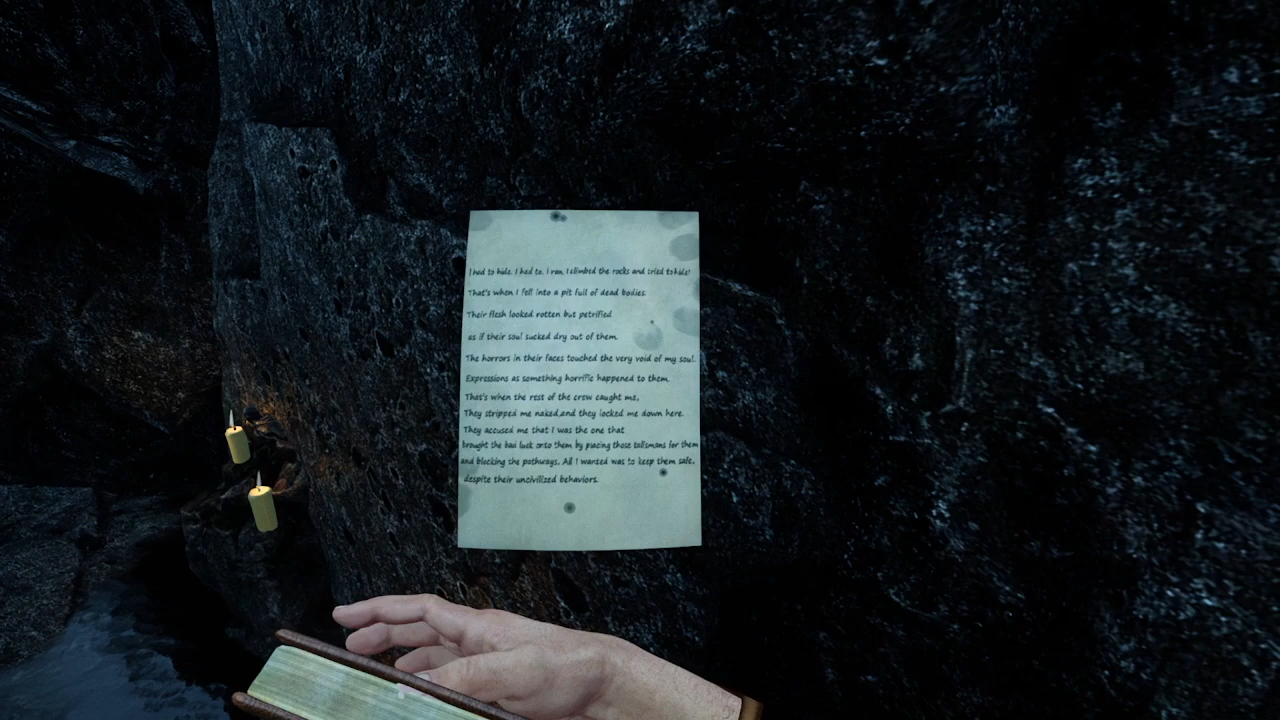 I had to hide. I had to. I ran, I climbed the rocks and tried to hide!
That's when I fell into a pit full of dead bodies.
Their flesh looked rotten but petrified
as if their soul sucked dry out of them.
The horrors in their faces touched the very void of my soul.
Expressions as something horrific happened to them.
That's when the rest of the crew caught me,
They stripped me naked,and they locked me down here.
They accused me that I was the one that
brought the bad luck onto them by placing those talismans for them
and blocking the pathways. All I wanted was to keep them safe,
despite their uncivilized behaviors.